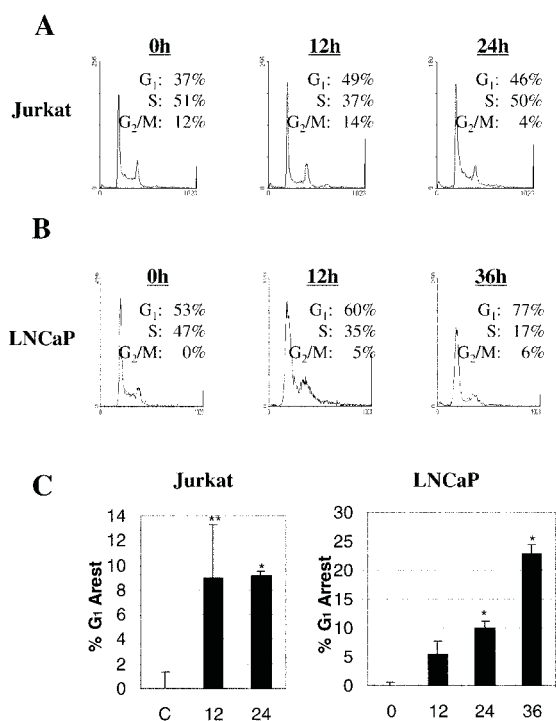 A
0h 12h 24h
Jurkat
G1: 37%
S: 51%
G2/M: 12%
G1: 49%
S: 37%
G2/M: 14%
G1: 46%
S: 50%
G2/M: 4%
B
0h 12h 36h
LNCaP
G1: 53%
S: 47%
G2/M: 0%
G1: 60%
S: 35%
G2/M: 5%
G1: 77%
S: 17%
G2/M: 6%
C
Jurkat
% G1 Arest
14
12
10
8
6
4
2
0
**
*
C 12 24
LNCaP
% G1 Arrest
30
25
20
15
10
5
0
*
*
0 12 24 36